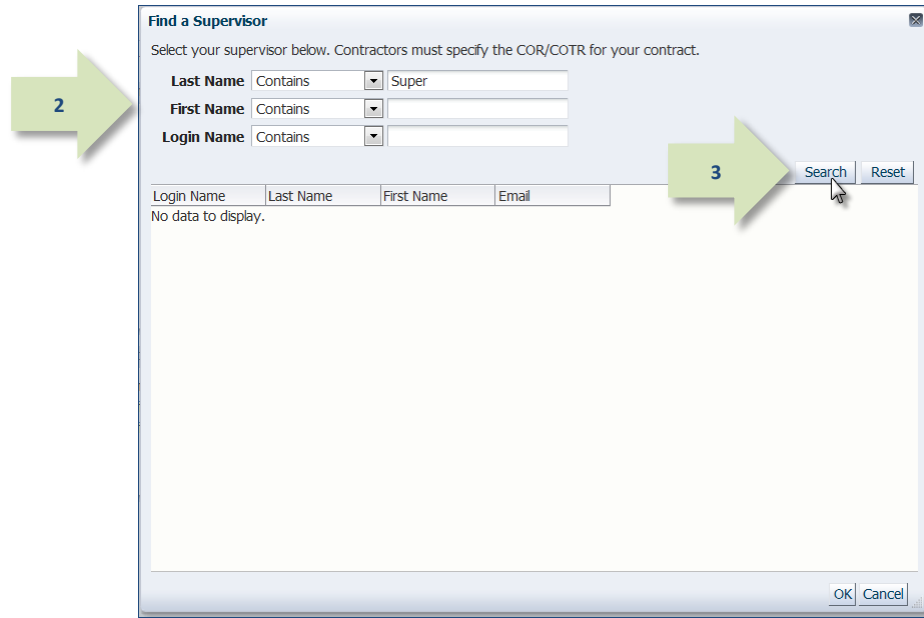 Find a Supervisor
Select your supervisor below. Contractors must specify the COR/COTR for your contract.
Last Name Contains Super
2 First Name Contains
Login Name Contains
3 Search Reset
Login Name Last Name First Name Email
No data to display.
OK Cancel